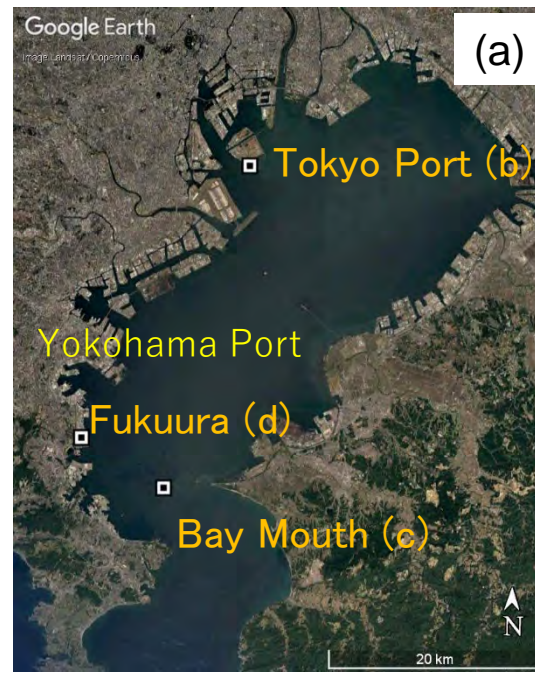 Google Earth
Image Landsat / Copernicus
(a)
Tokyo Port (b)
Yokohama Port
Fukuura (d)
Bay Mouth (c)
N
20 km